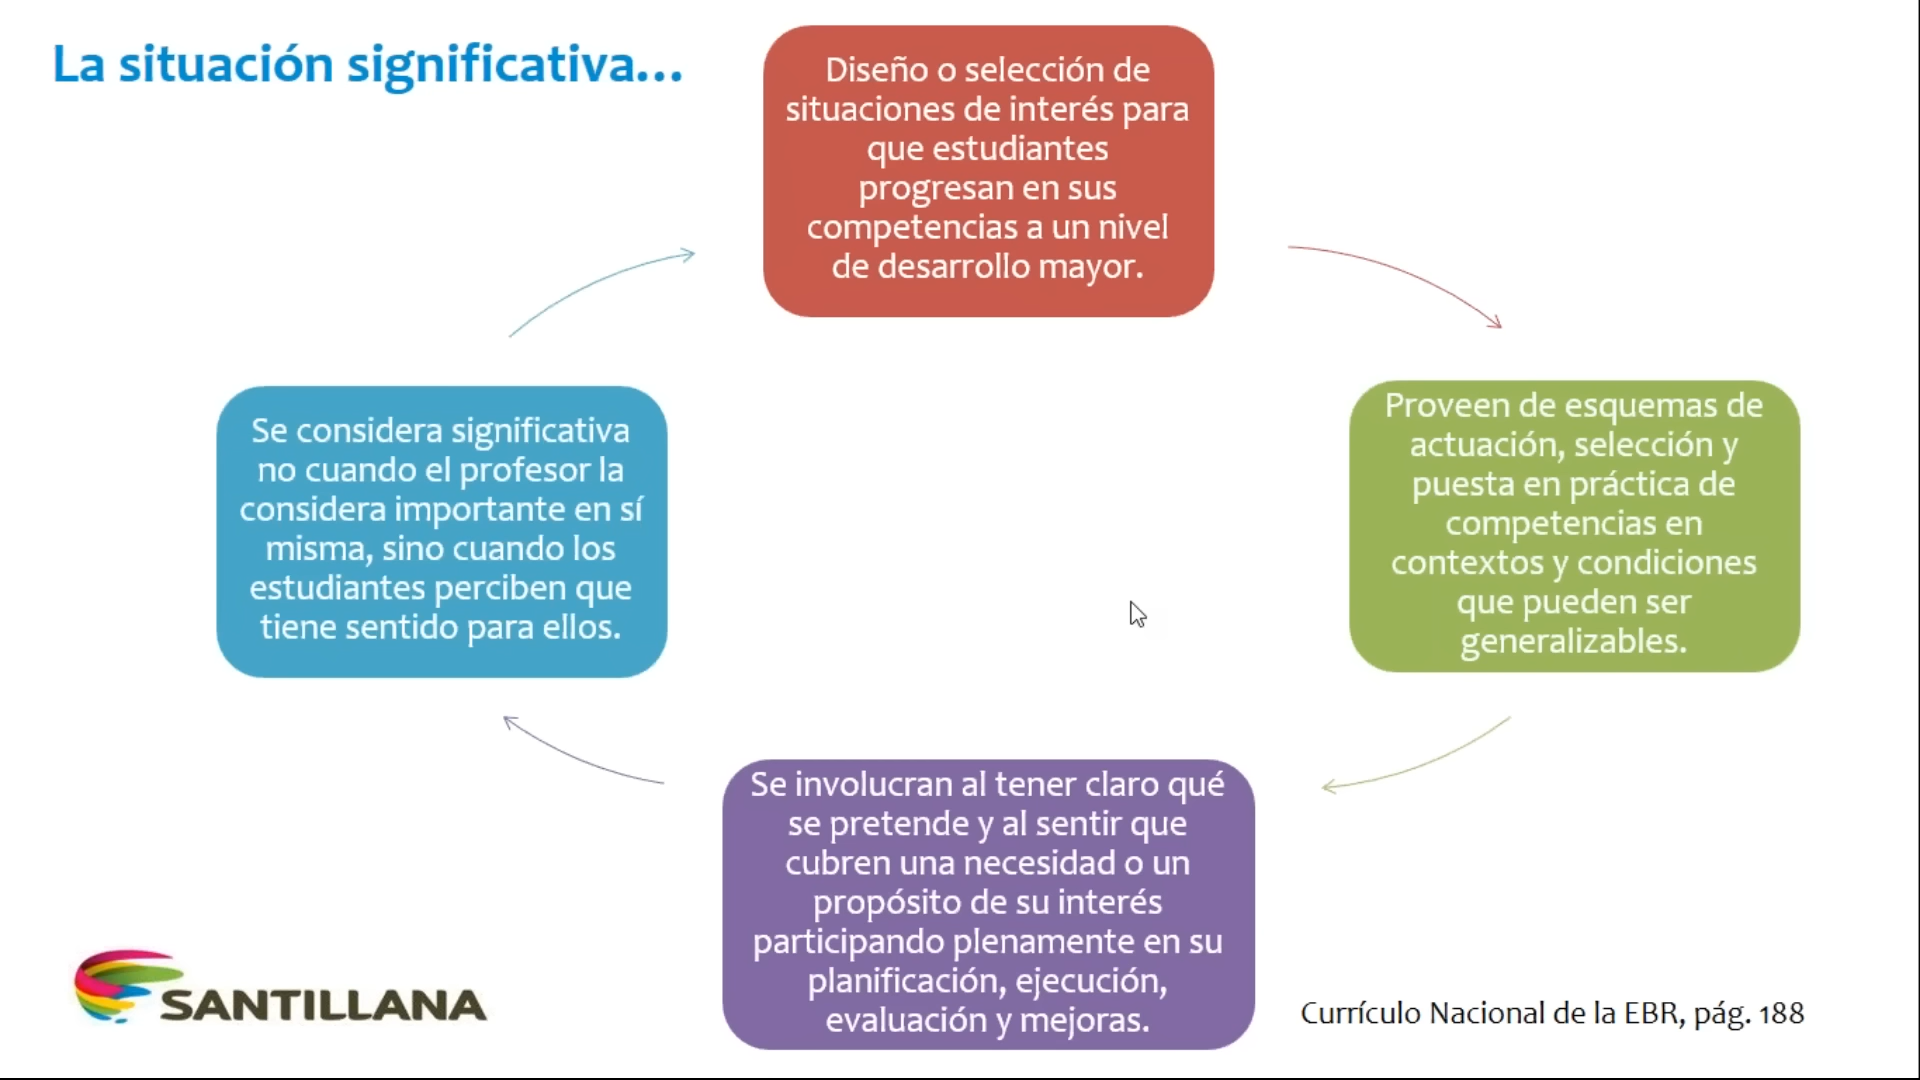 La situación significativa...
Diseño o selección de
situaciones de interés para
que estudiantes
progresan en sus
competencias a un nivel
de desarrollo mayor.
Proveen de esquemas de
actuación, selección y
puesta en práctica de
competencias en
contextos y condiciones
que pueden ser
generalizables.
Se involucran al tener claro qué
se pretende y al sentir que
cubren una necesidad o un
propósito de su interés
participando plenamente en su
planificación, ejecución,
evaluación y mejoras.
Se considera significativa
no cuando el profesor la
considera importante en sí
misma, sino cuando los
estudiantes perciben que
tiene sentido para ellos.
SANTILLANA
Currículo Nacional de la EBR, pág. 188